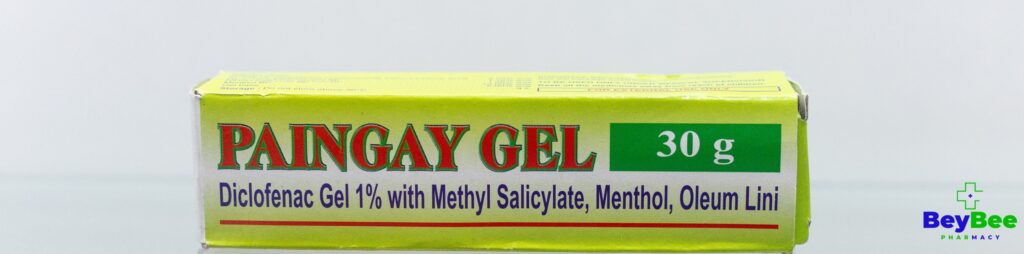 PAINGAY GEL 30 g
Diclofenac Gel 1% with Methyl Salicylate, Menthol, Oleum Lini
BeyBee
PHARMACY